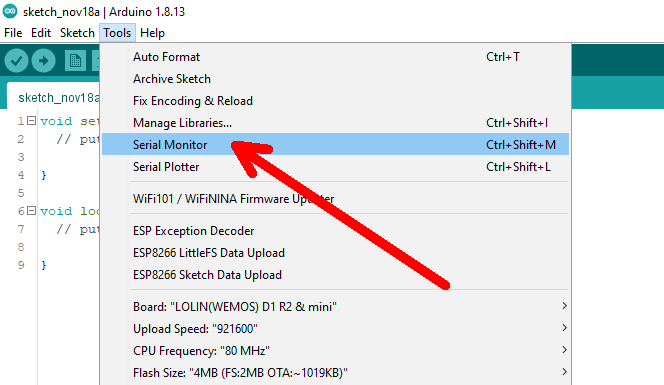 sketch_nov18a | Arduino 1.8.13
File Edit Sketch Tools Help
Auto Format Ctrl+T
Archive Sketch
sketch_nov18a Fix Encoding & Reload
1 void set Manage Libraries... Ctrl+Shift+I
2 // put Serial Monitor Ctrl+Shift+M
3 Serial Plotter Ctrl+Shift+L
4 }
5 WiFi101 / WiFiNINA Firmware Updater
6 void loo
7 // put ESP Exception Decoder
8 ESP8266 LittleFS Data Upload
9 } ESP8266 Sketch Data Upload
Board: "LOLIN(WEMOS) D1 R2 & mini"
Upload Speed: "921600"
CPU Frequency: "80 MHz"
Flash Size: "4MB (FS:2MB OTA:~1019KB)"